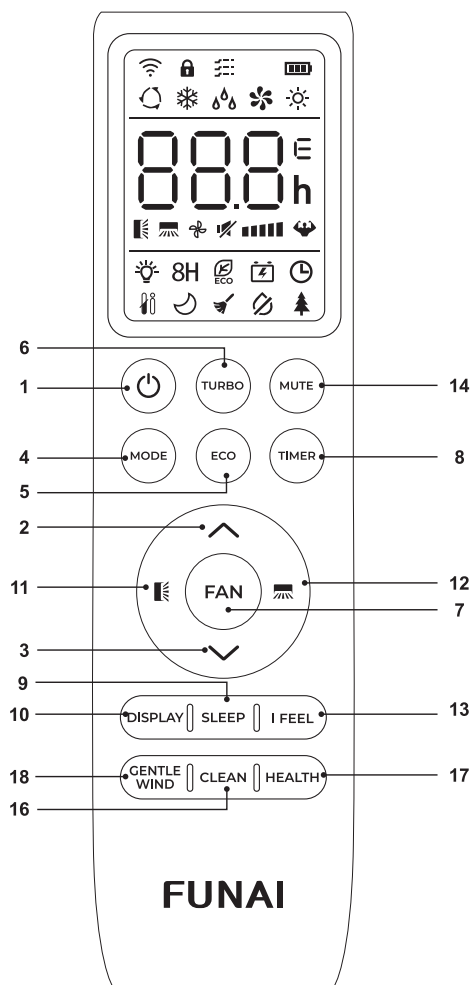 88.8 E
h
8H ECO
6
1 TURBO MUTE 14
4 MODE ECO TIMER 8
5
2
11 FAN 12
7
3
9
10 DISPLAY SLEEP I FEEL 13
18 GENTLE WIND CLEAN HEALTH 17
16
FUNAI